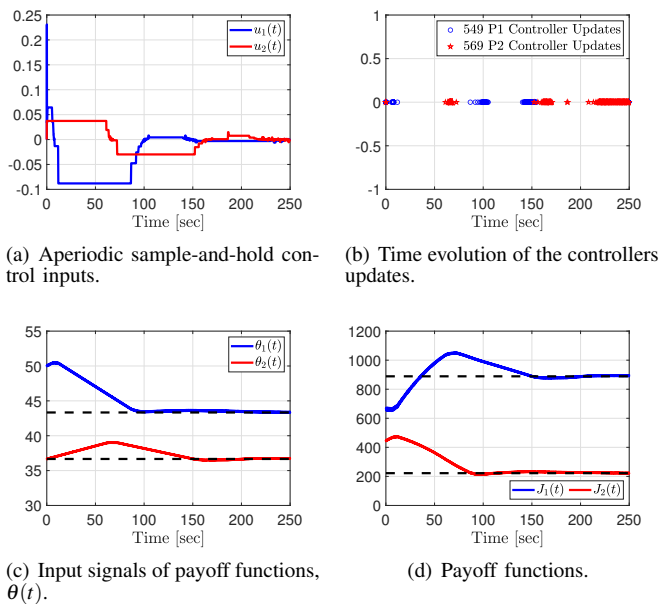 0.25
0.2
0.15
0.1
0.05
0
-0.05
-0.1
0 50 100 150 200 250
Time [sec]
u₁(t)
u₂(t)
(a) Aperiodic sample-and-hold con-
trol inputs.
1
0.5
0
-0.5
-1
0 50 100 150 200 250
Time [sec]
549 P1 Controller Updates
569 P2 Controller Updates
(b) Time evolution of the controllers
updates.
55
50
45
40
35
30
0 50 100 150 200 250
Time [sec]
θ₁(t)
θ₂(t)
(c) Input signals of payoff functions,
θ(t).
1200
1000
800
600
400
200
0
0 50 100 150 200 250
Time [sec]
J₁(t) J₂(t)
(d) Payoff functions.